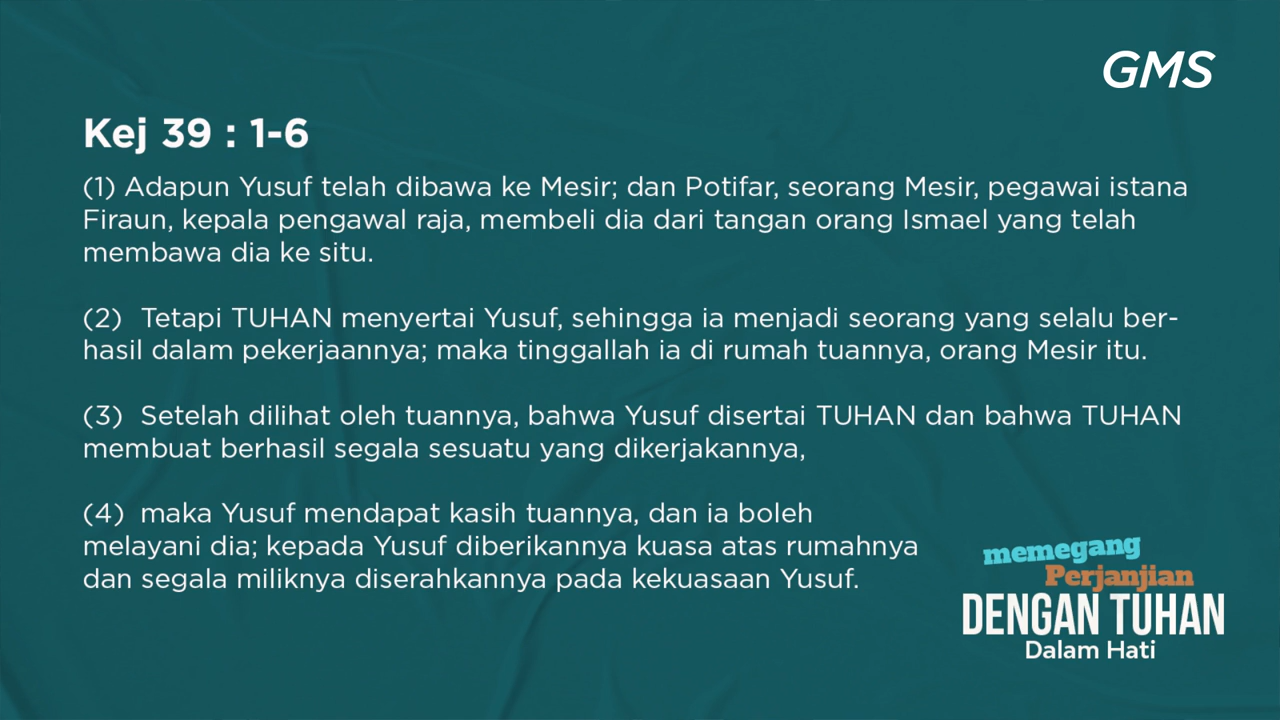 GMS
Kej 39 : 1-6
(1) Adapun Yusuf telah dibawa ke Mesir; dan Potifar, seorang Mesir, pegawai istana
Firaun, kepala pengawal raja, membeli dia dari tangan orang Ismael yang telah
membawa dia ke situ.
(2) Tetapi TUHAN menyertai Yusuf, sehingga ia menjadi seorang yang selalu ber-
hasil dalam pekerjaannya; maka tinggallah ia di rumah tuannya, orang Mesir itu.
(3) Setelah dilihat oleh tuannya, bahwa Yusuf disertai TUHAN dan bahwa TUHAN
membuat berhasil segala sesuatu yang dikerjakannya,
(4) maka Yusuf mendapat kasih tuannya, dan ia boleh
melayani dia; kepada Yusuf diberikannya kuasa atas rumahnya
dan segala miliknya diserahkannya pada kekuasaan Yusuf.
memegang
Perjanjian
DENGAN TUHAN
Dalam Hati